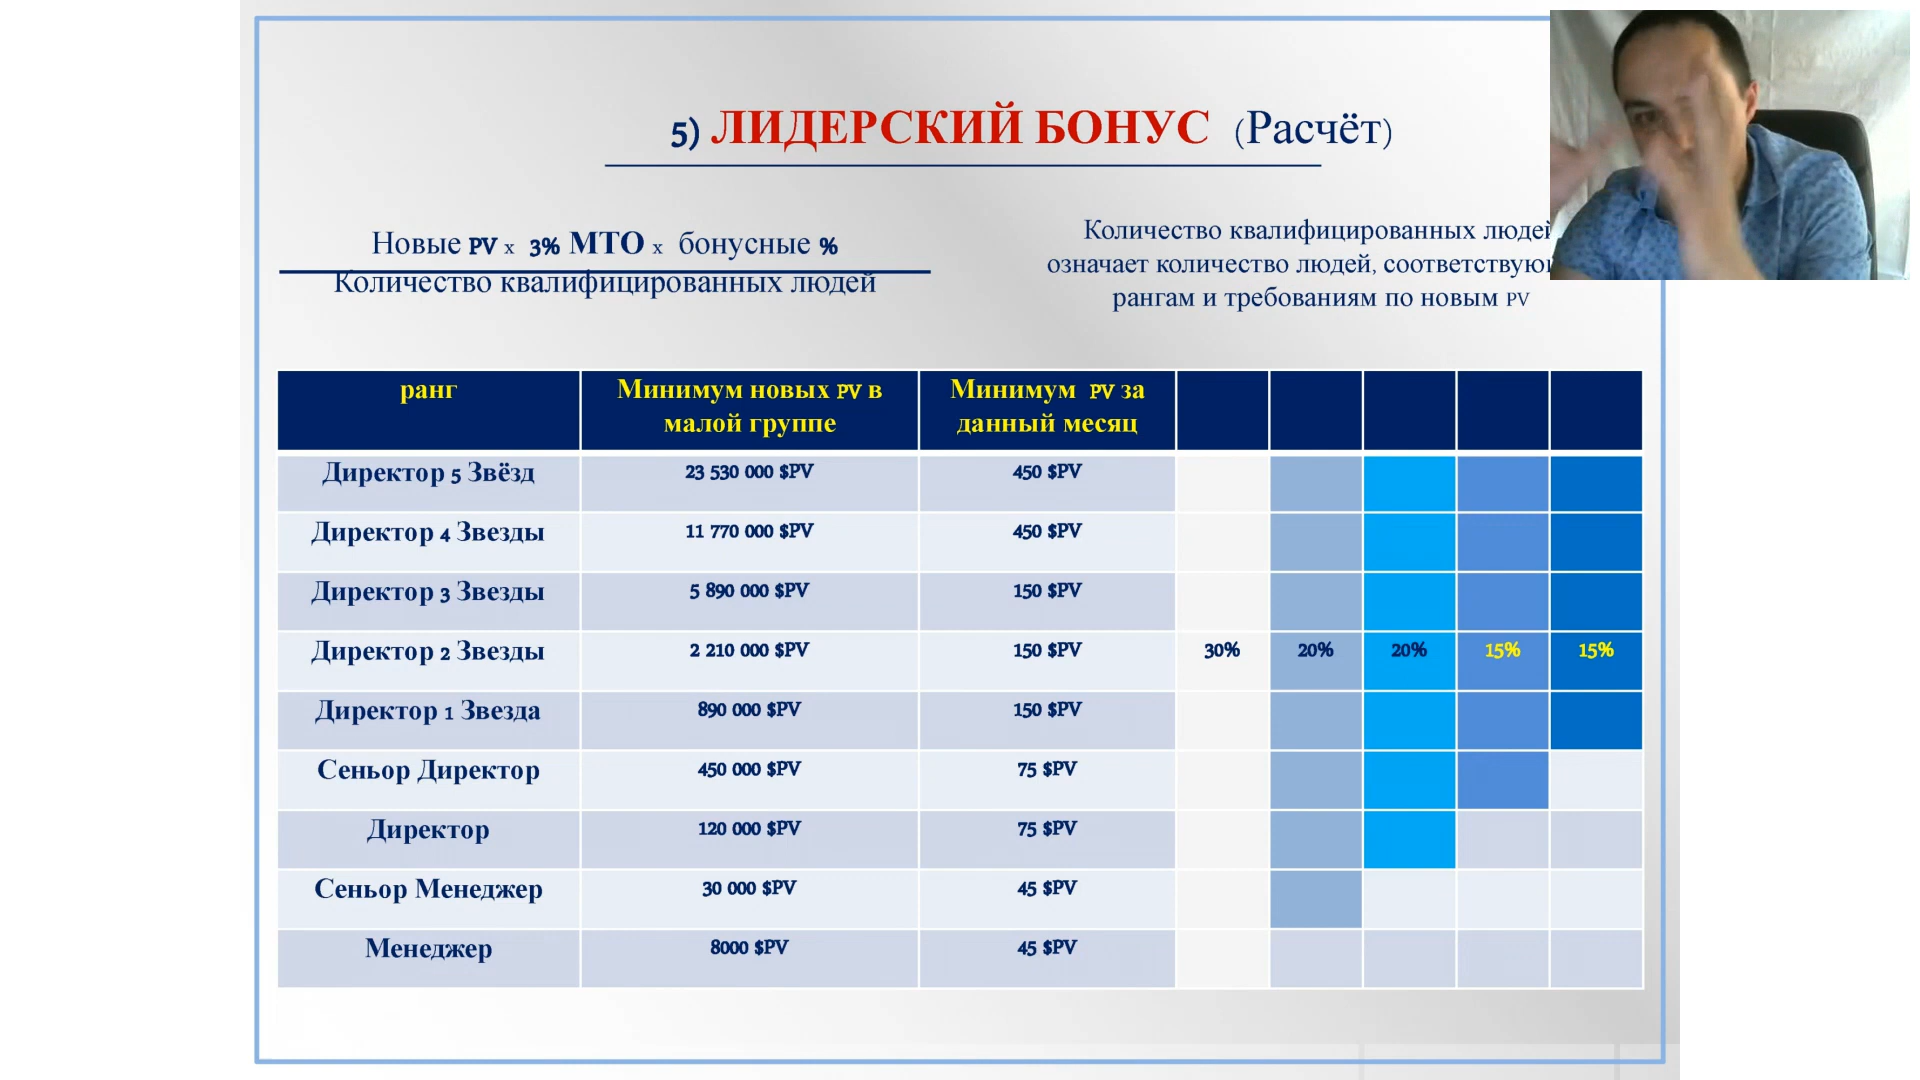 5) ЛИДЕРСКИЙ БОНУС (Расчёт)
Новые PV x 3% МТО x бонусные %
Количество квалифицированных людей
Количество квалифицированных людей
означает количество людей,
рангам и требованиям по новым PV
ранг
Минимум новых PV в
малой группе
Минимум PV за
данный месяц
Директор 5 Звёзд 23 530 000 $PV 450 $PV
Директор 4 Звезды 11 770 000 $PV 450 $PV
Директор 3 Звезды 5 890 000 $PV 150 $PV
Директор 2 Звезды 2 210 000 $PV 150 $PV 30% 20% 20% 15% 15%
Директор 1 Звезда 890 000 $PV 150 $PV
Сеньор Директор 450 000 $PV 75 $PV
Директор 120 000 $PV 75 $PV
Сеньор Менеджер 30 000 $PV 45 $PV
Менеджер 8000 $PV 45 $PV